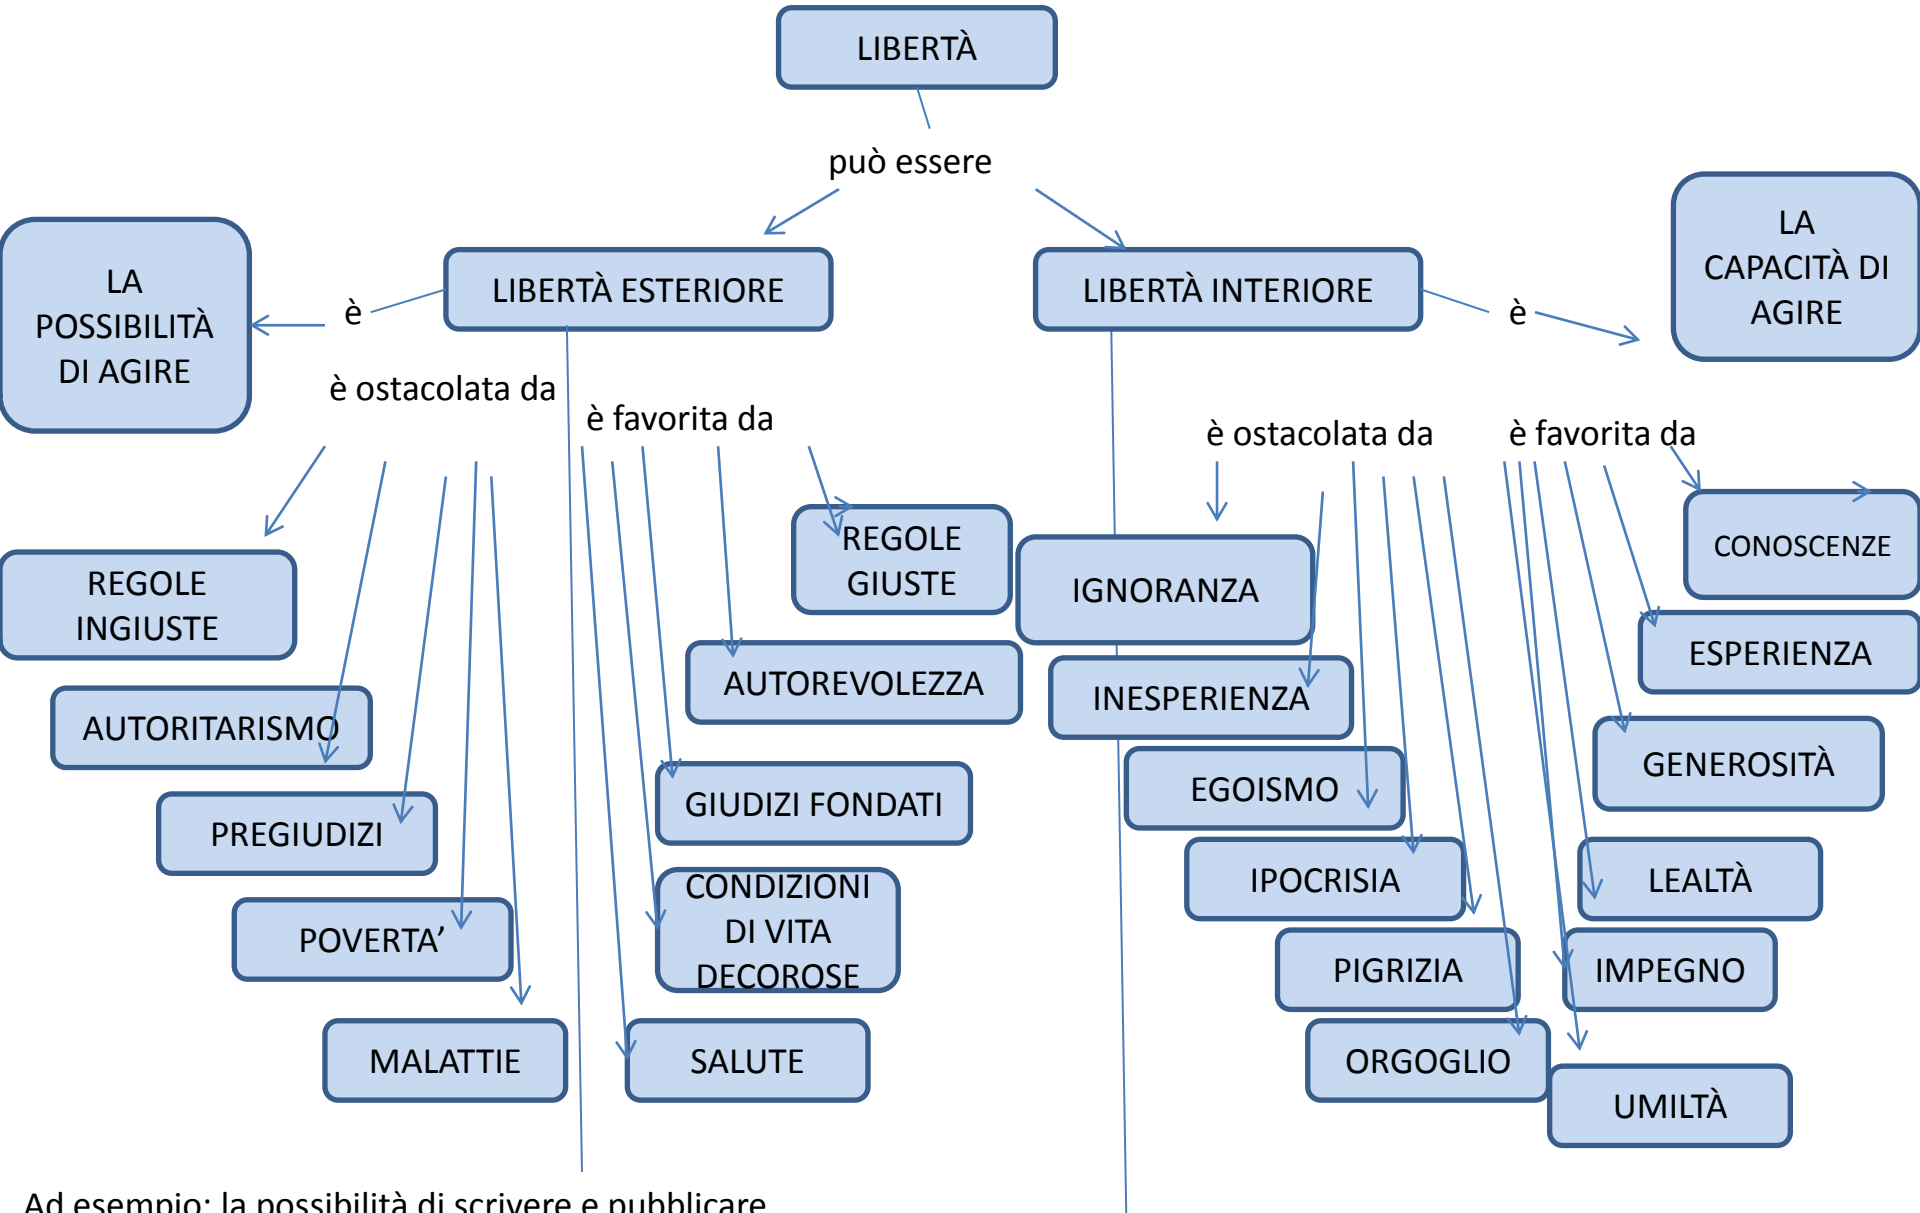 LIBERTÀ
può essere
LA
POSSIBILITÀ
DI AGIRE
è
LIBERTÀ ESTERIORE
LIBERTÀ INTERIORE
è
LA
CAPACITÀ DI
AGIRE
è ostacolata da
è favorita da
è ostacolata da
è favorita da
REGOLE
INGIUSTE
AUTORITARISMO
PREGIUDIZI
POVERTA’
MALATTIE
REGOLE
GIUSTE
AUTOREVOLEZZA
GIUDIZI FONDATI
CONDIZIONI
DI VITA
DECOROSE
SALUTE
IGNORANZA
INESPERIENZA
EGOISMO
IPOCRISIA
PIGRIZIA
ORGOGLIO
CONOSCENZE
ESPERIENZA
GENEROSITÀ
LEALTÀ
IMPEGNO
UMILTÀ
Ad esempio: la possibilità di scrivere e pubblicare